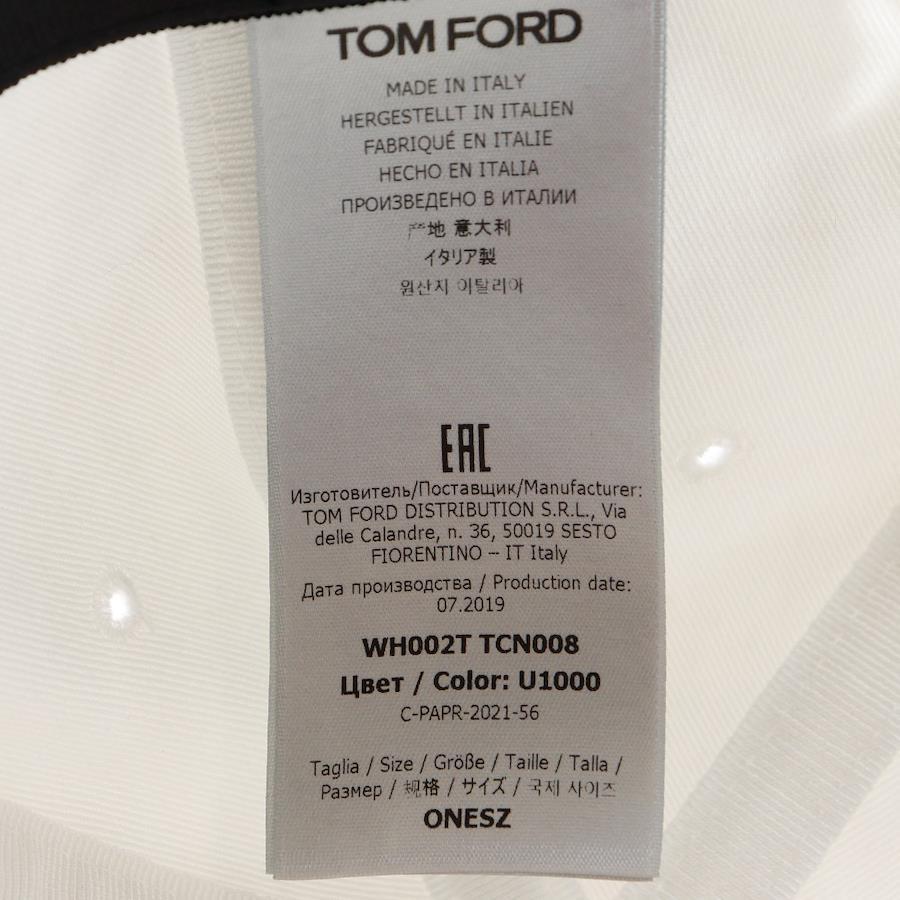 TOM FORD
MADE IN ITALY
HERGESTELLT IN ITALIEN
FABRIQUÉ EN ITALIE
HECHO EN ITALIA
ПРОИЗВЕДЕНО В ИТАЛИИ
产地 意大利
イタリア製
원산지 이탈리아
EAC
Изготовитель/Поставщик/Manufacturer:
TOM FORD DISTRIBUTION S.R.L., Via
delle Calandre, n. 36, 50019 SESTO
FIORENTINO – IT Italy
Дата производства / Production date:
07.2019
WH002T TCN008
Цвет / Color: U1000
C-PAPR-2021-56
Taglia / Size / Größe / Taille / Talla /
Размер / 规格 / サイズ / 국제 사이즈
ONESZ